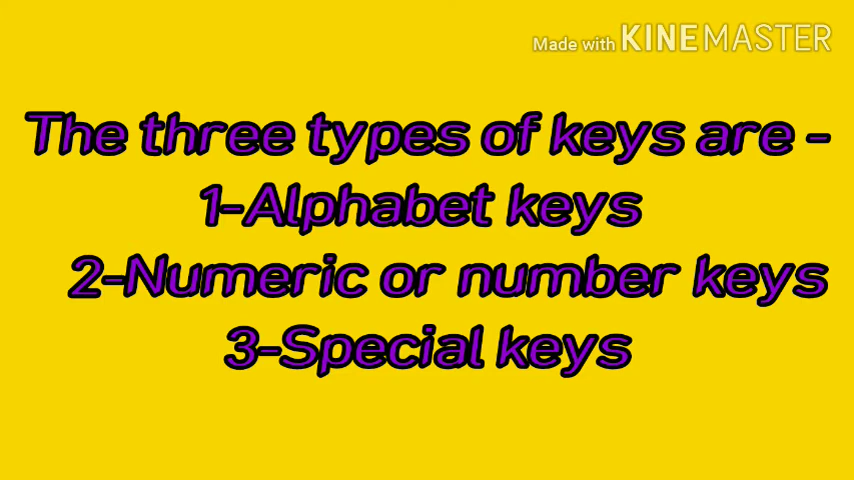 Made with KINEMASTER
The three types of keys are -
1-Alphabet keys
2-Numeric or number keys
3-Special keys